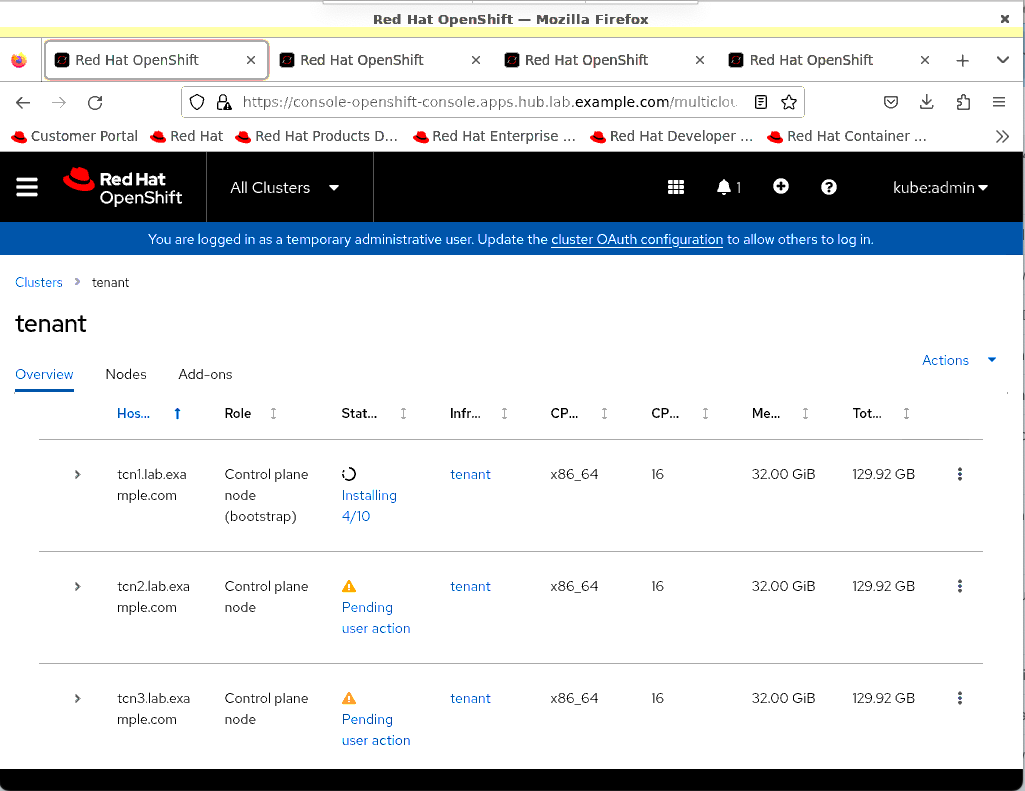 Red Hat OpenShift — Mozilla Firefox
Red Hat OpenShift
Red Hat OpenShift
Red Hat OpenShift
Red Hat OpenShift
https://console-openshift-console.apps.hub.lab.example.com/multiclou
Customer Portal
Red Hat
Red Hat Products D...
Red Hat Enterprise ...
Red Hat Developer ...
Red Hat Container ...
Red Hat
OpenShift
All Clusters
1
kube:admin
You are logged in as a temporary administrative user. Update the cluster OAuth configuration to allow others to log in.
Clusters
tenant
tenant
Actions
Overview
Nodes
Add-ons
Hos...
Role
Stat...
Infr...
CP...
CP...
Me...
Tot...
tcn1.lab.exa
mple.com
Control plane
node
(bootstrap)
Installing
4/10
tenant
x86_64
16
32.00 GiB
129.92 GB
tcn2.lab.exa
mple.com
Control plane
node
Pending
user action
tenant
x86_64
16
32.00 GiB
129.92 GB
tcn3.lab.exa
mple.com
Control plane
node
Pending
user action
tenant
x86_64
16
32.00 GiB
129.92 GB